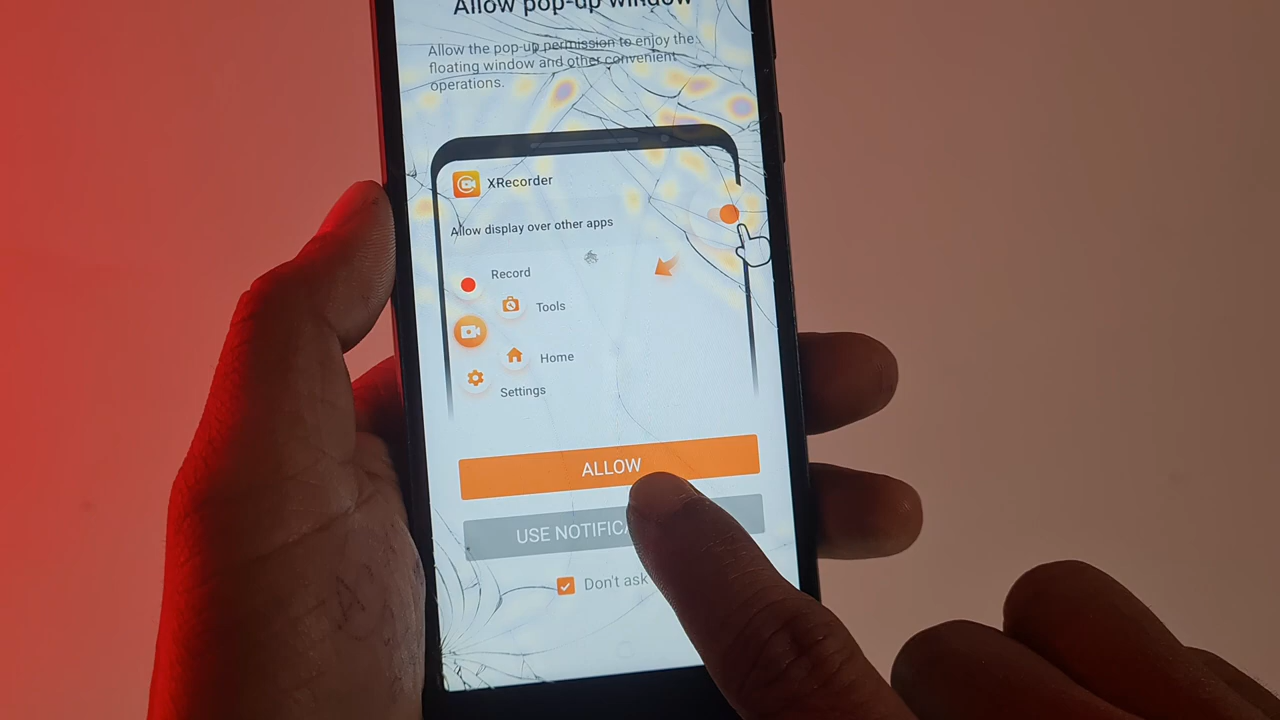 Allow pop-up window
Allow the pop-up permission to enjoy the
floating window and other convenient
operations.
XRecorder
Allow display over other apps
Record
Tools
Home
Settings
ALLOW
USE
Don't ask